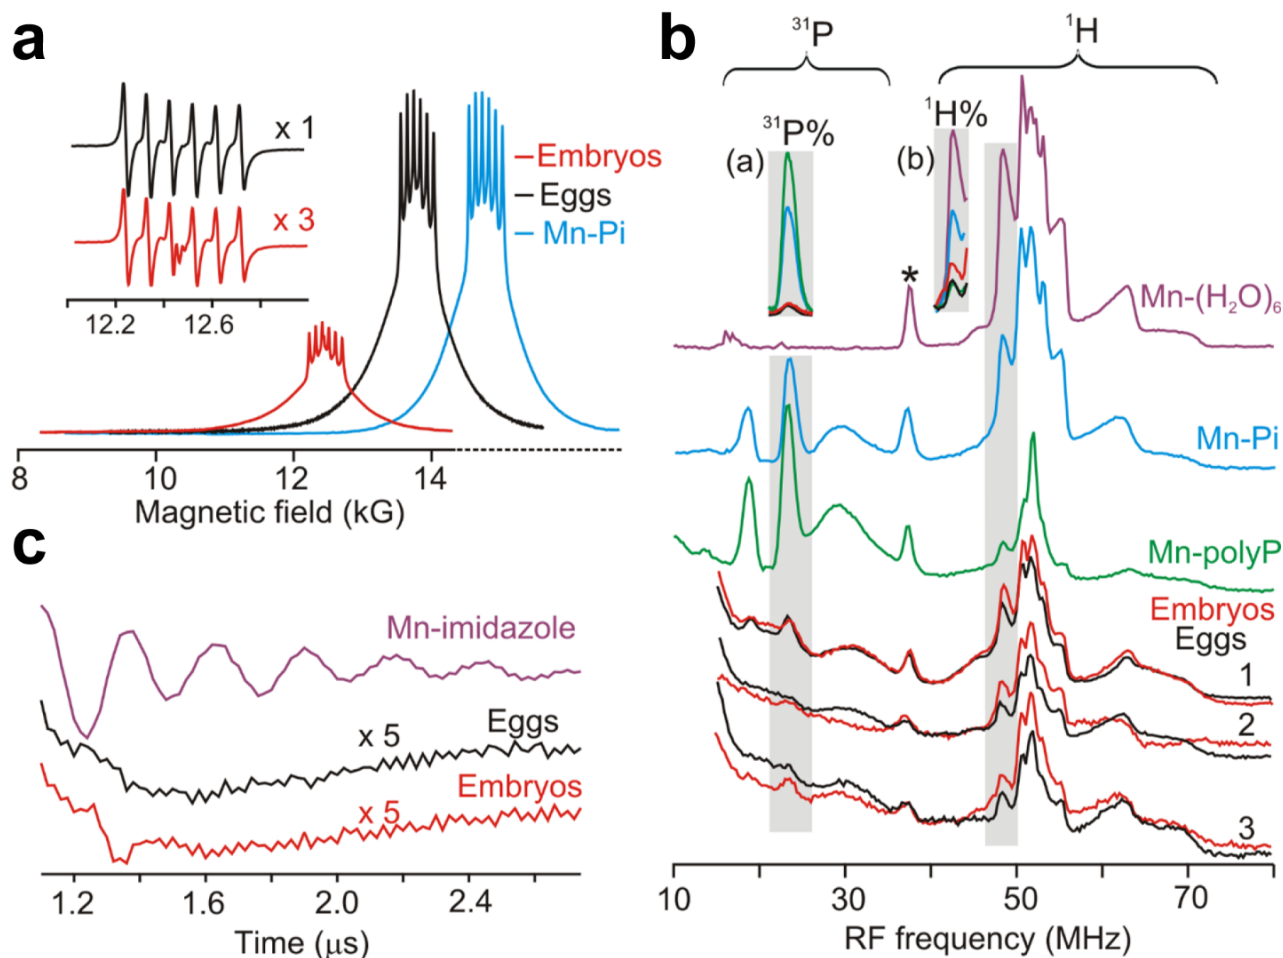 a
x 1
x 3
12.2 12.6
Embryos
Eggs
Mn-Pi
8 10 12 14
Magnetic field (kG)
b
³¹P
¹H
³¹P%
¹H%
(a)
(b)
*
Mn-(H₂O)₆
Mn-Pi
Mn-polyP
Embryos
Eggs
1
2
3
10 30 50 70
RF frequency (MHz)
c
Mn-imidazole
Eggs
x 5
Embryos
x 5
1.2 1.6 2.0 2.4
Time (μs)